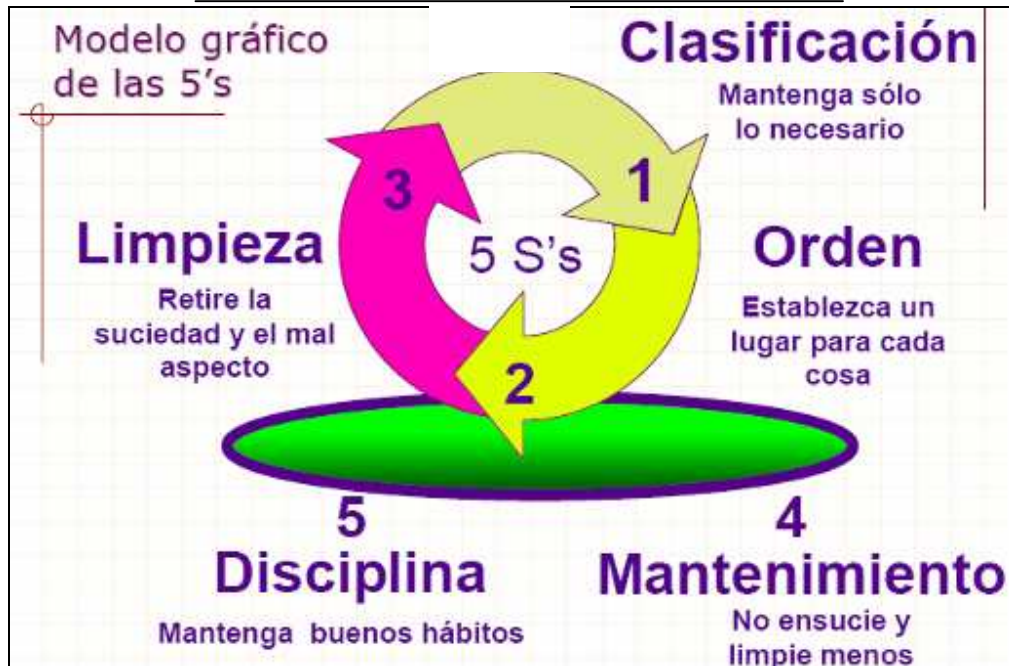 Modelo gráfico
de las 5's
Clasificación
Mantenga sólo
lo necesario
1
3
5 S's
Limpieza
Retire la
suciedad y el mal
aspecto
Orden
Establezca un
lugar para cada
cosa
2
5
Disciplina
Mantenga buenos hábitos
4
Mantenimiento
No ensucie y
limpie menos